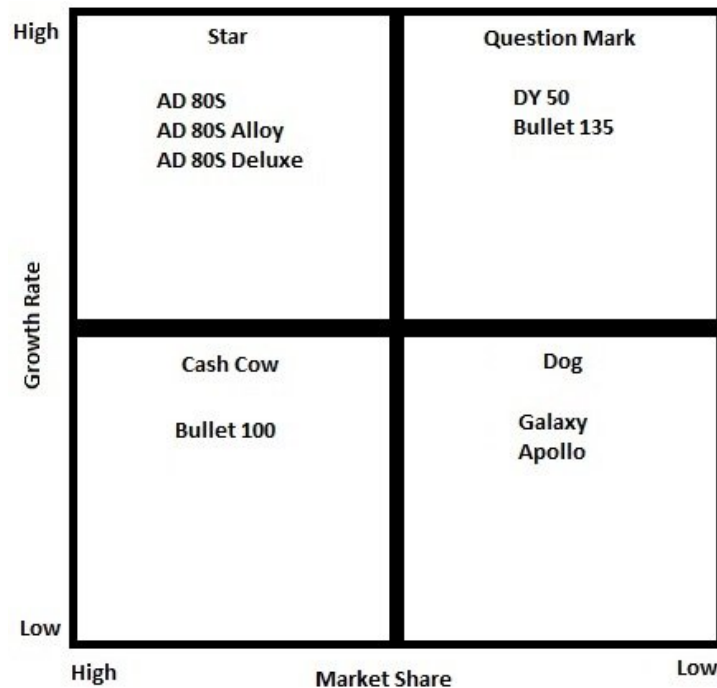 High
Star
AD 80S
AD 80S Alloy
AD 80S Deluxe
Question Mark
DY 50
Bullet 135
Growth Rate
Cash Cow
Bullet 100
Dog
Galaxy
Apollo
Low
High
Market Share
Low